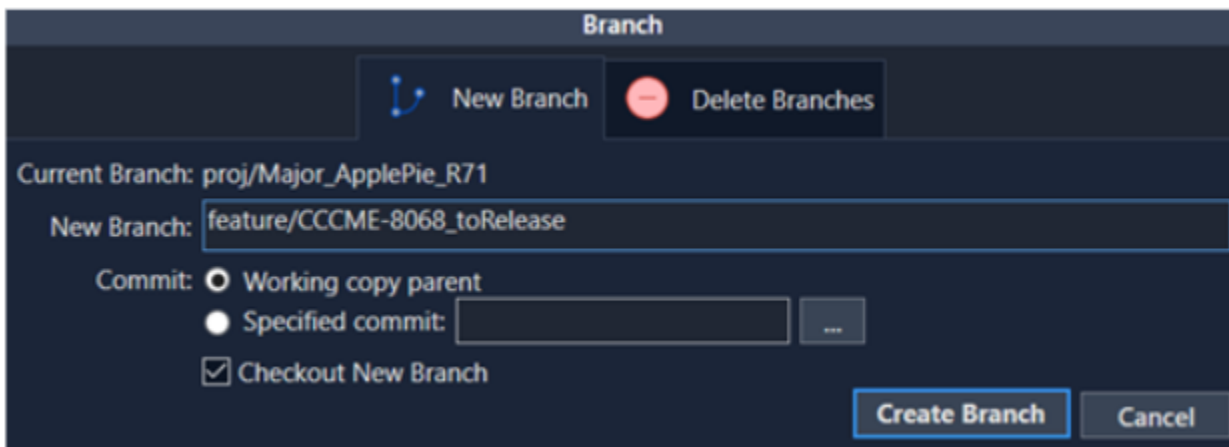 Branch
New Branch
Delete Branches
Current Branch: proj/Major_ApplePie_R71
New Branch: feature/CCCME-8068_toRelease
Commit: Working copy parent
Specified commit: ...
Checkout New Branch
Create Branch
Cancel